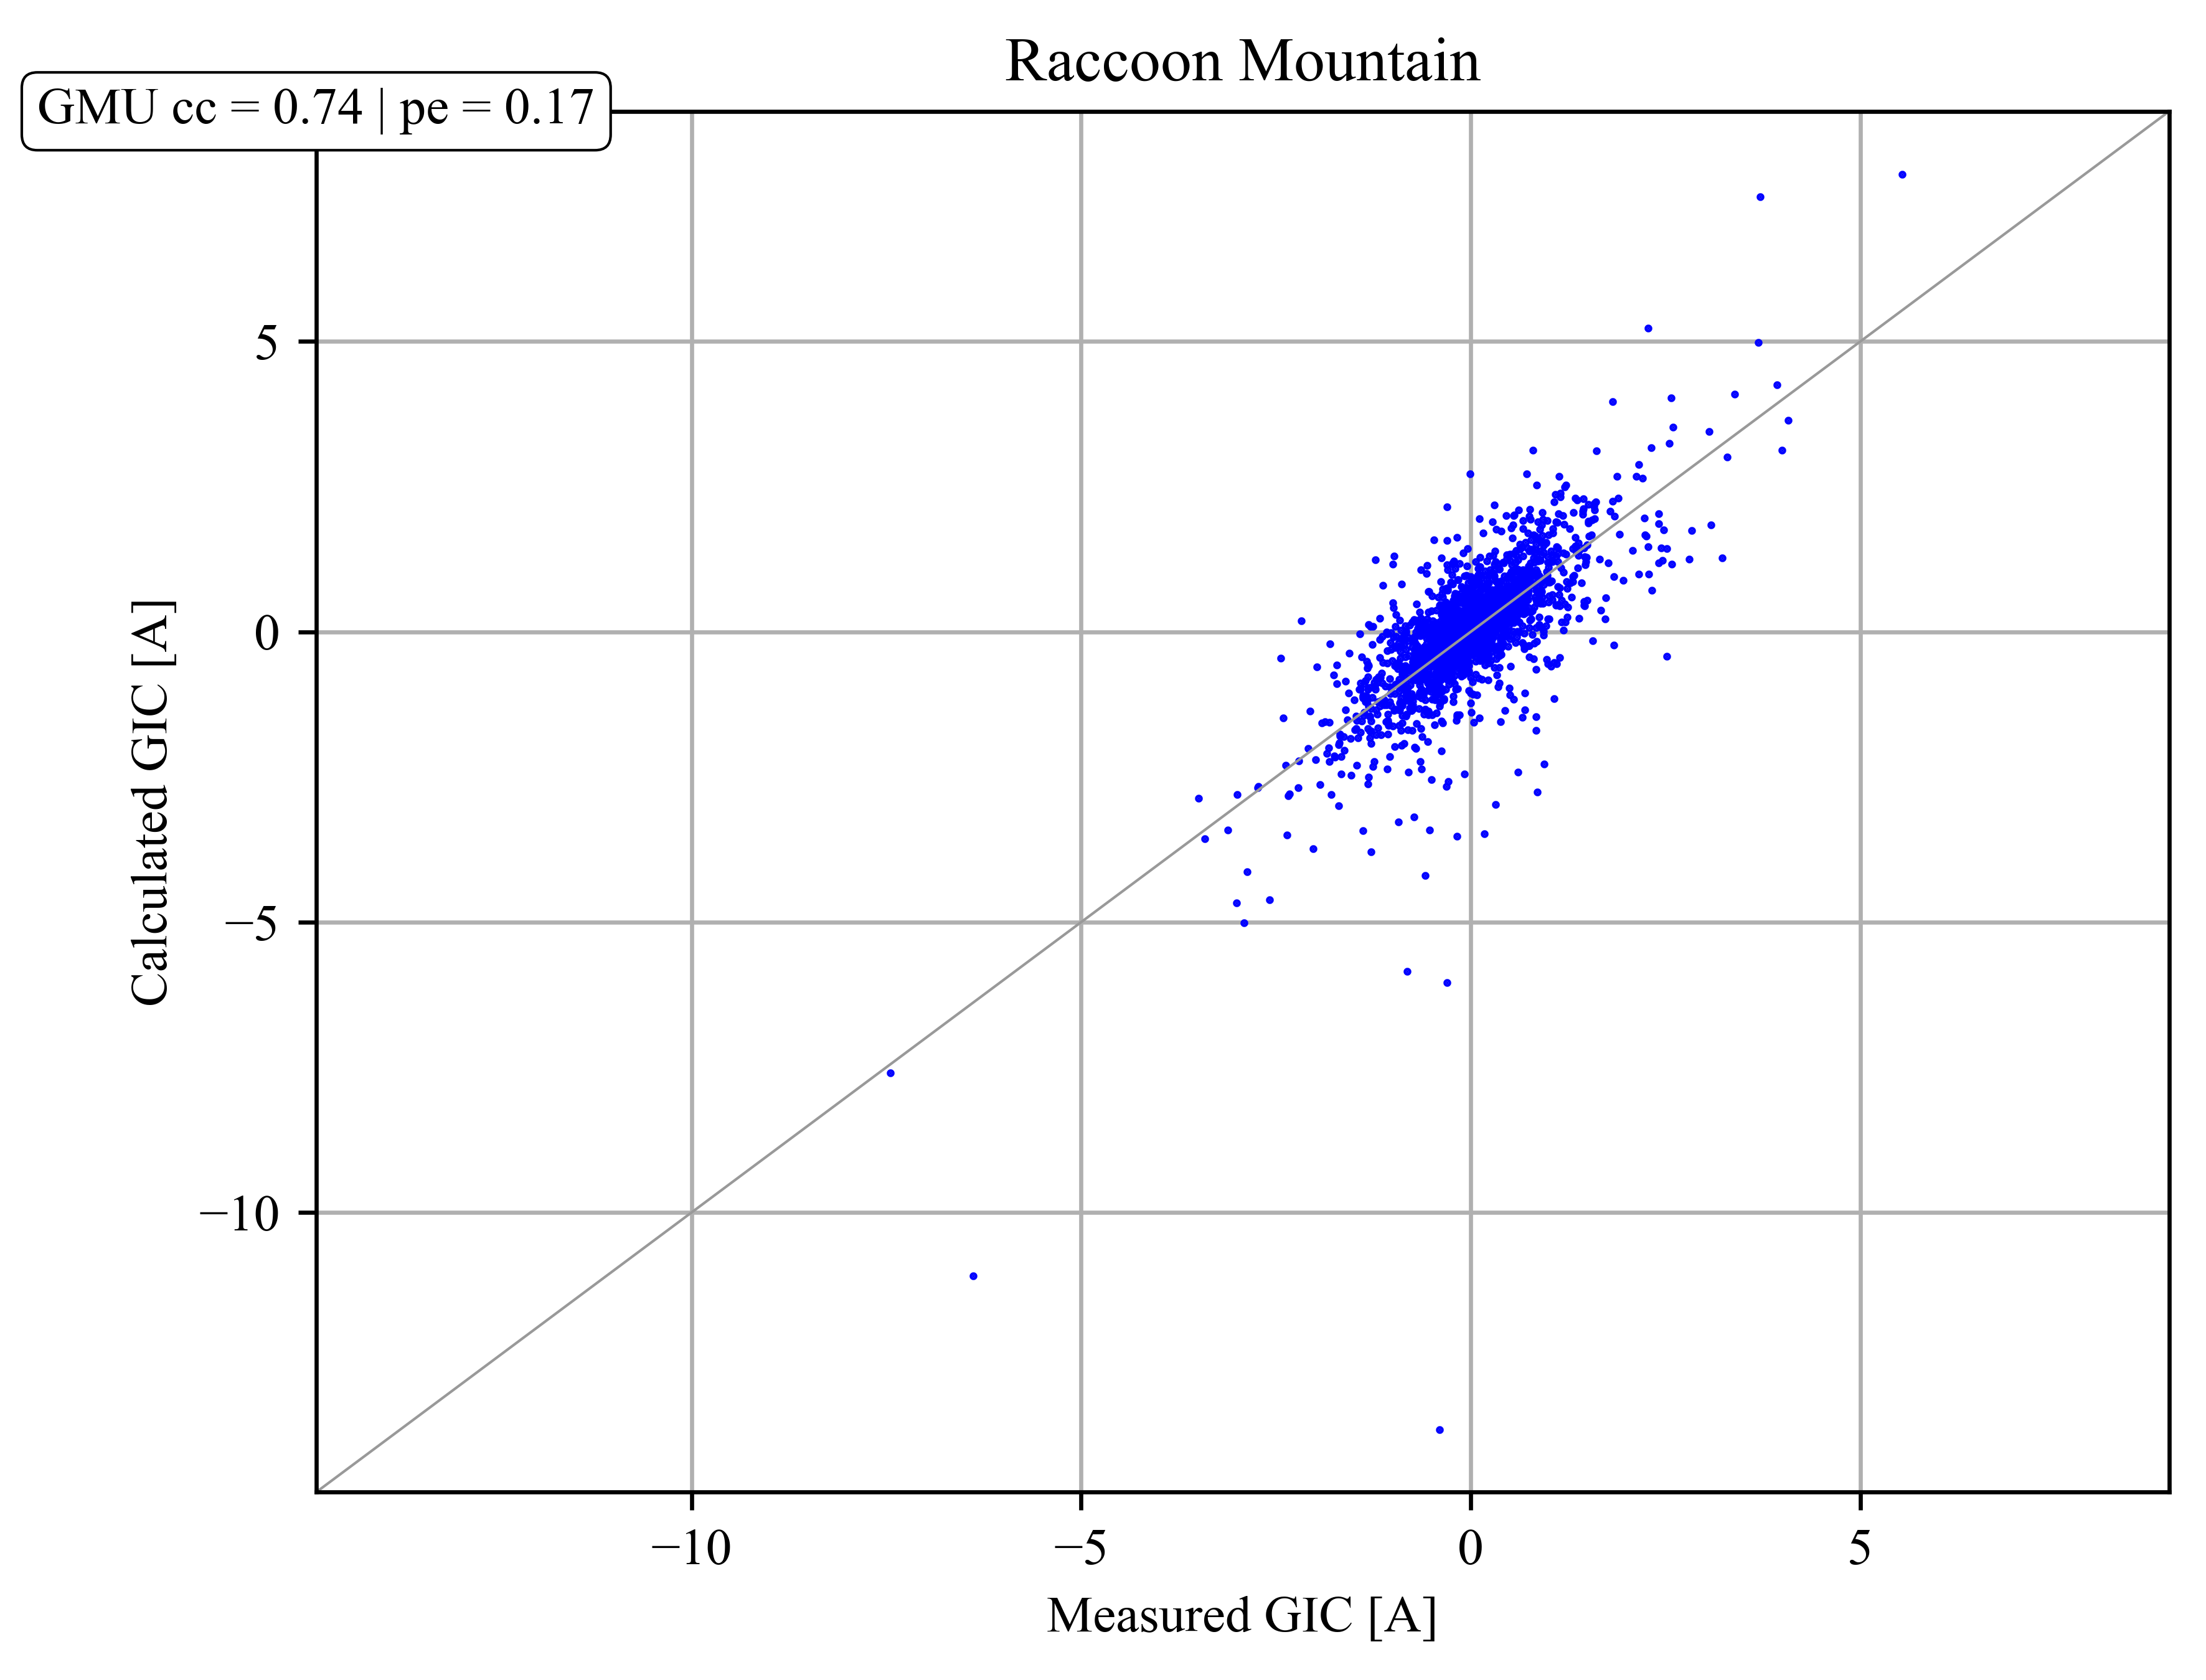 Raccoon Mountain
GMU cc = 0.74 | pe = 0.17
Calculated GIC [A]
5
0
−5
−10
−10
−5
0
5
Measured GIC [A]